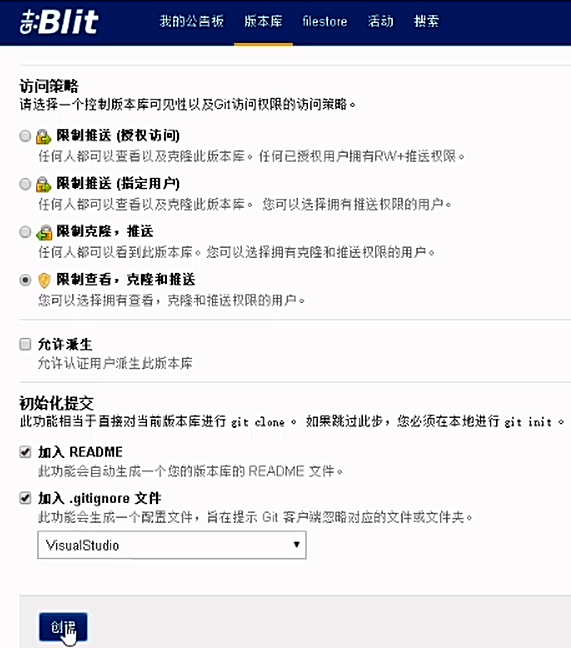 Blit
我的公告板 版本库 filestore 活动 搜索
访问策略
请选择一个控制版本库可见性以及Git访问权限的访问策略。
限制推送 (授权访问)
任何人都可以查看以及克隆此版本库。任何已授权用户拥有RW+推送权限。
限制推送 (指定用户)
任何人都可以查看以及克隆此版本库。 您可以选择拥有推送权限的用户。
限制克隆，推送
任何人都可以看到此版本库。您可以选择拥有克隆和推送权限的用户。
限制查看，克隆和推送
您可以选择拥有查看，克隆和推送权限的用户。
允许派生
允许认证用户派生此版本库
初始化提交
此功能相当于直接对当前版本库进行 git clone 。 如果跳过此步，您必须在本地进行 git init 。
加入 README
此功能会自动生成一个您的版本库的 README 文件。
加入 .gitignore 文件
此功能会生成一个配置文件，旨在提示 Git 客户端忽略对应的文件或文件夹。
VisualStudio
创建